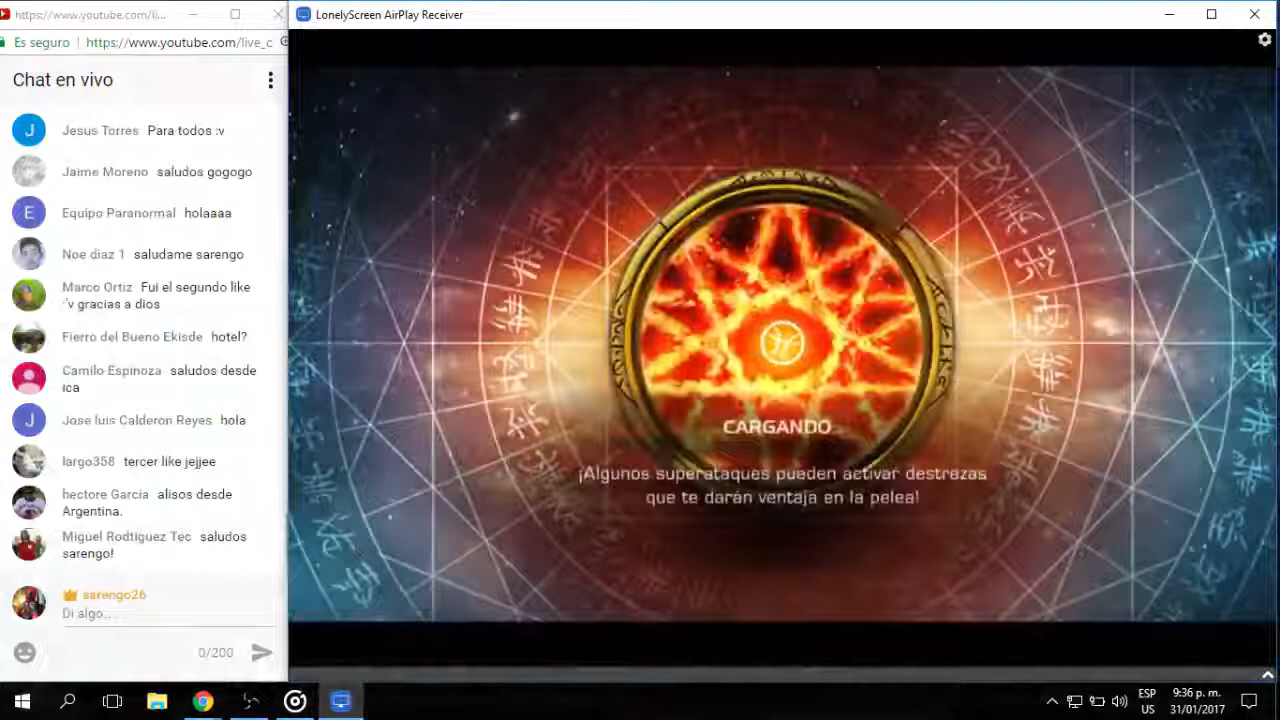 https://www.youtube.com/li...
LonelyScreen AirPlay Receiver
Es seguro
https://www.youtube.com/live_c
Chat en vivo
Jesus Torres Para todos :v
Jaime Moreno saludos gogogo
Equipo Paranormal holaaaa
Noe diaz 1 saludame sarengo
Marco Ortiz Fui el segundo like
´v gracias a dios
Fierro del Bueno Ekisde hotel?
Camilo Espinoza saludos desde
ica
Jose luis Calderon Reyes hola
largo358 tercer like jejjee
hectore Garcia alisos desde
Argentina.
Miguel Rodtiguez Tec saludos
sarengo!
sarengo26
Di algo...
0/200
CARGANDO
¡Algunos superataques pueden activar destrezas
que te darán ventaja en la pelea!
ESP
US
9:36 p. m.
31/01/2017